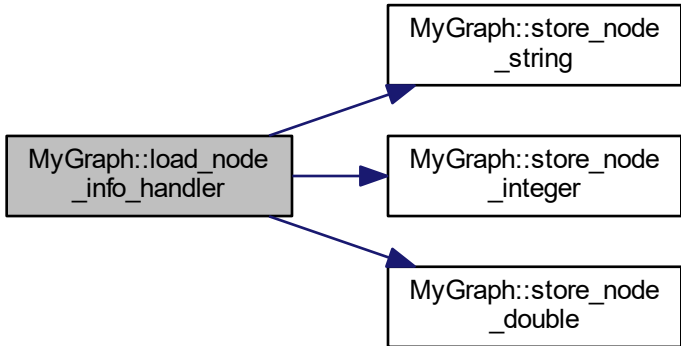 MyGraph::store_node
_string
MyGraph::load_node
_info_handler
MyGraph::store_node
_integer
MyGraph::store_node
_double